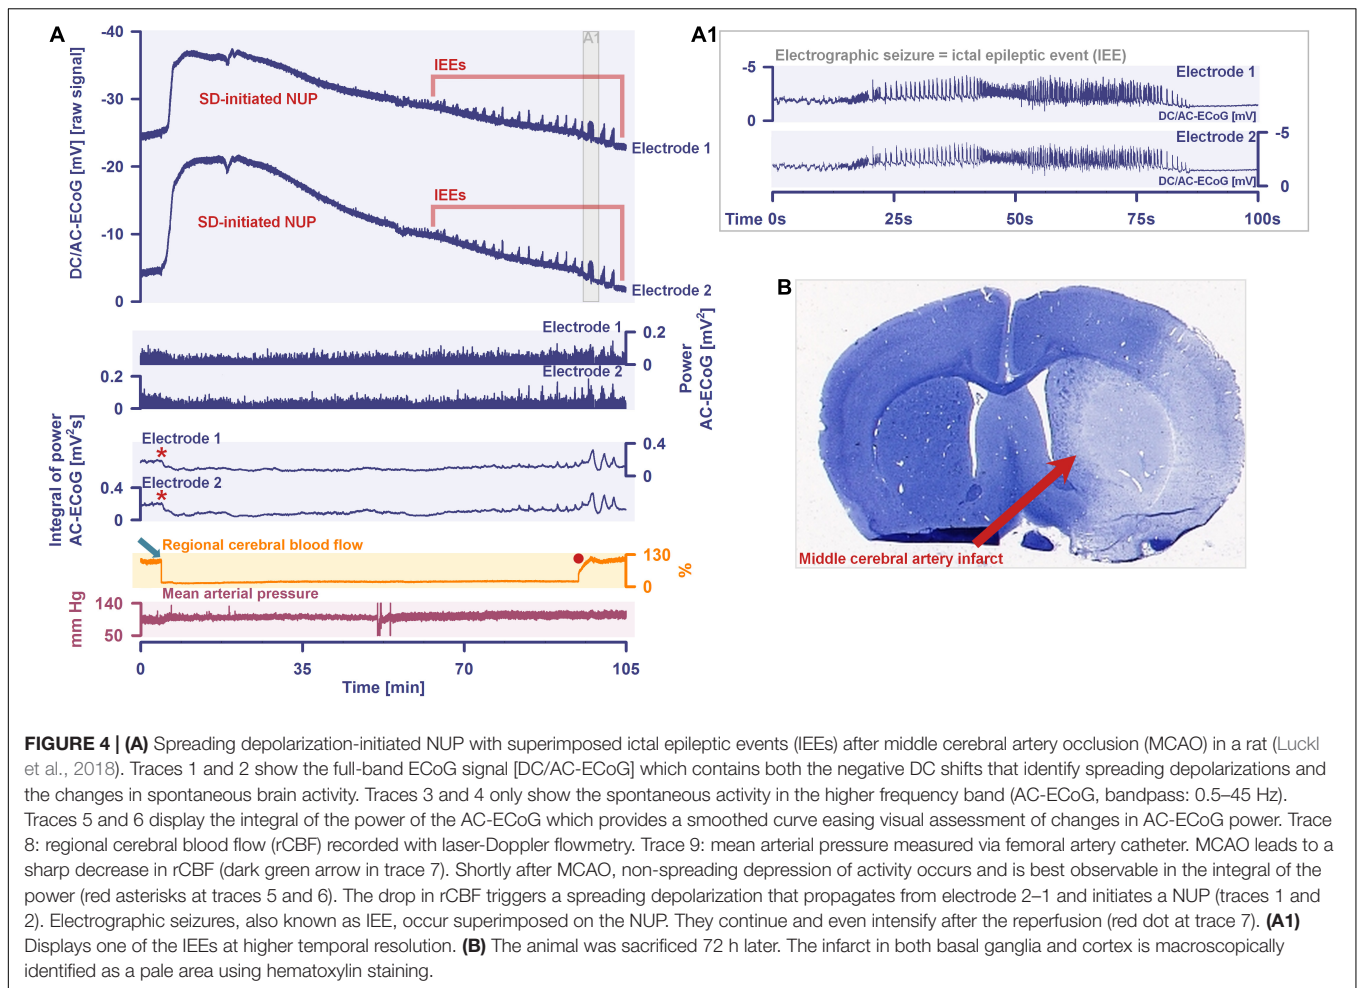 A
-40
-30
-20
-10
0
DC/AC-ECoG [mV] [raw signal]
A1
IEEs
SD-initiated NUP
Electrode 1
IEEs
SD-initiated NUP
Electrode 2
Electrode 1
0.2
0
Electrode 2
0.2
0
Power
AC-ECoG [mV²]
Integral of power
AC-ECoG [mV²s]
Electrode 1
*
0.4
0
Electrode 2
*
0.4
0
Regional cerebral blood flow
130
0
%
Mean arterial pressure
140
50
mm Hg
0
35
70
105
Time [min]
A1
Electrographic seizure = ictal epileptic event (IEE)
-5
0
Electrode 1
DC/AC-ECoG [mV]
Electrode 2
-5
0
DC/AC-ECoG [mV]
Time 0s
25s
50s
75s
100s
B
Middle cerebral artery infarct
FIGURE 4 | (A) Spreading depolarization-initiated NUP with superimposed ictal epileptic events (IEEs) after middle cerebral artery occlusion (MCAO) in a rat (Luckl
et al., 2018). Traces 1 and 2 show the full-band ECoG signal [DC/AC-ECoG] which contains both the negative DC shifts that identify spreading depolarizations and
the changes in spontaneous brain activity. Traces 3 and 4 only show the spontaneous activity in the higher frequency band (AC-ECoG, bandpass: 0.5–45 Hz).
Traces 5 and 6 display the integral of the power of the AC-ECoG which provides a smoothed curve easing visual assessment of changes in AC-ECoG power. Trace
8: regional cerebral blood flow (rCBF) recorded with laser-Doppler flowmetry. Trace 9: mean arterial pressure measured via femoral artery catheter. MCAO leads to a
sharp decrease in rCBF (dark green arrow in trace 7). Shortly after MCAO, non-spreading depression of activity occurs and is best observable in the integral of the
power (red asterisks at traces 5 and 6). The drop in rCBF triggers a spreading depolarization that propagates from electrode 2–1 and initiates a NUP (traces 1 and
2). Electrographic seizures, also known as IEE, occur superimposed on the NUP. They continue and even intensify after the reperfusion (red dot at trace 7). (A1)
Displays one of the IEEs at higher temporal resolution. (B) The animal was sacrificed 72 h later. The infarct in both basal ganglia and cortex is macroscopically
identified as a pale area using hematoxylin staining.